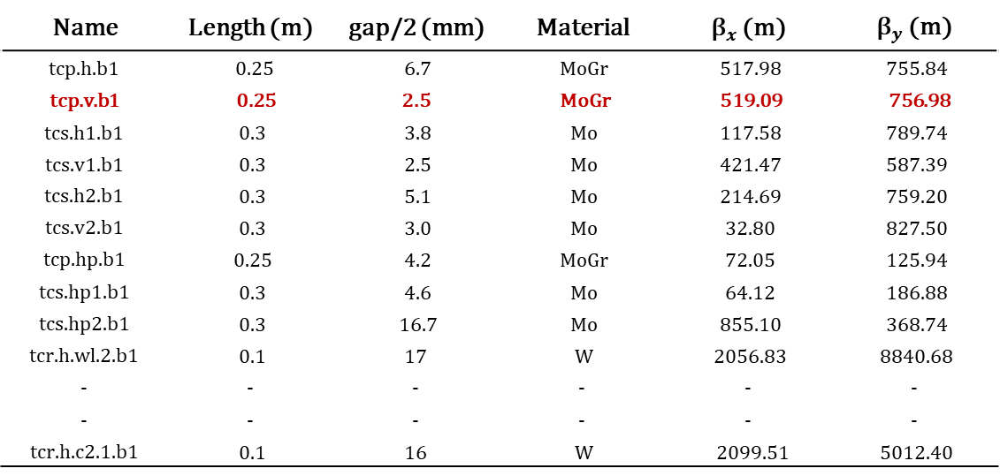 Name Length (m) gap/2 (mm) Material βx (m) βy (m)
tcp.h.b1 0.25 6.7 MoGr 517.98 755.84
tcp.v.b1 0.25 2.5 MoGr 519.09 756.98
tcs.h1.b1 0.3 3.8 Mo 117.58 789.74
tcs.v1.b1 0.3 2.5 Mo 421.47 587.39
tcs.h2.b1 0.3 5.1 Mo 214.69 759.20
tcs.v2.b1 0.3 3.0 Mo 32.80 827.50
tcp.hp.b1 0.25 4.2 MoGr 72.05 125.94
tcs.hp1.b1 0.3 4.6 Mo 64.12 186.88
tcs.hp2.b1 0.3 16.7 Mo 855.10 368.74
tcr.h.wl.2.b1 0.1 17 W 2056.83 8840.68
- - - - - -
- - - - - -
tcr.h.c2.1.b1 0.1 16 W 2099.51 5012.40